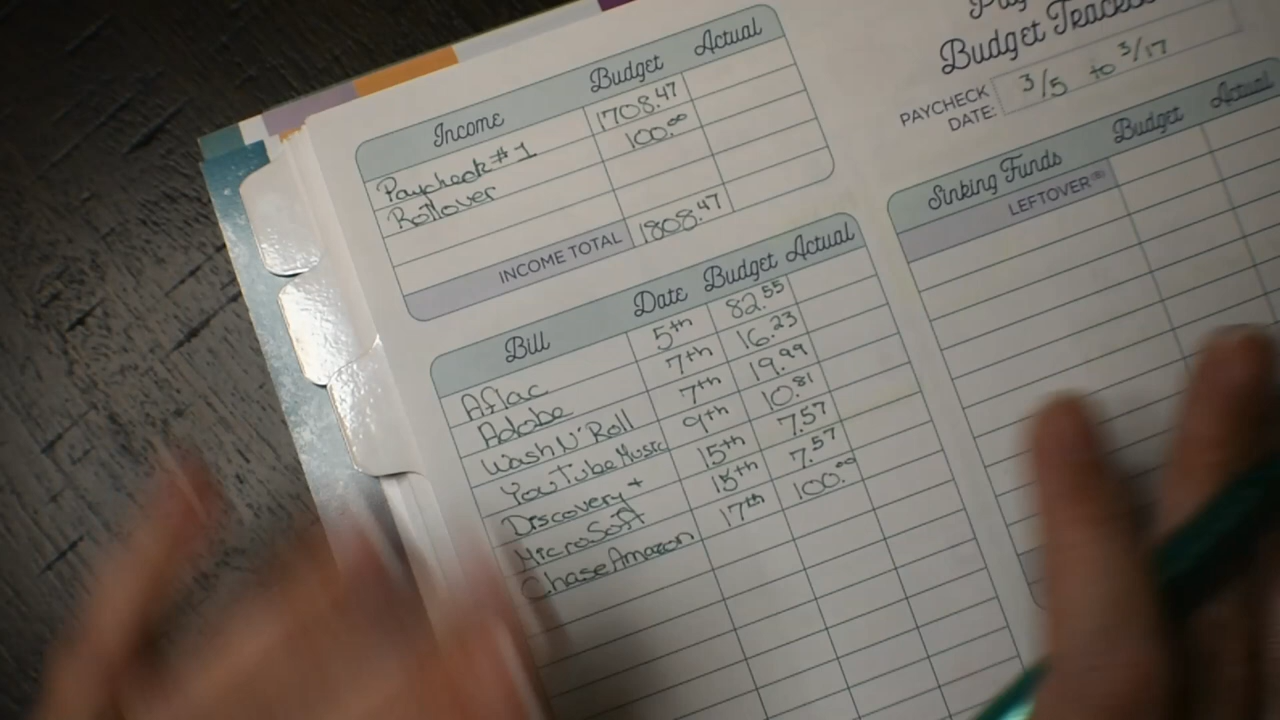 Income Budget Actual
Paycheck #1 1708.47
Rollover 100.00
INCOME TOTAL 1808.47
Bill Date Budget Actual
Aflac 5th 82.55
Adobe 7th 16.23
Wash N' Roll 7th 19.99
YouTube Music 9th 10.81
Discovery + 15th 7.57
MicroSoft 15th 7.57
Chase Amazon 17th 100.00
Budget Tracker
PAYCHECK DATE: 3/5 to 3/17
Sinking Funds Budget Actual
LEFTOVER